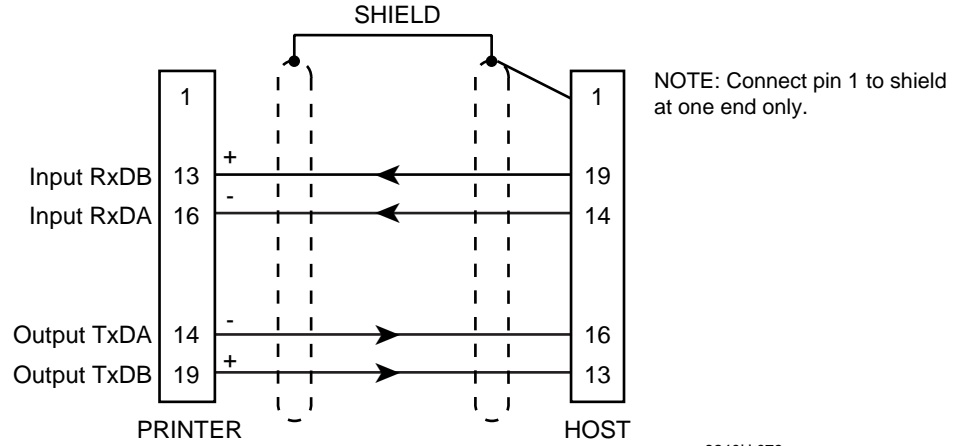 SHIELD
NOTE: Connect pin 1 to shield
at one end only.
1
1
Input RxDB 13 + 19
Input RxDA 16 - 14
Output TxDA 14 - 16
Output TxDB 19 + 13
PRINTER
HOST